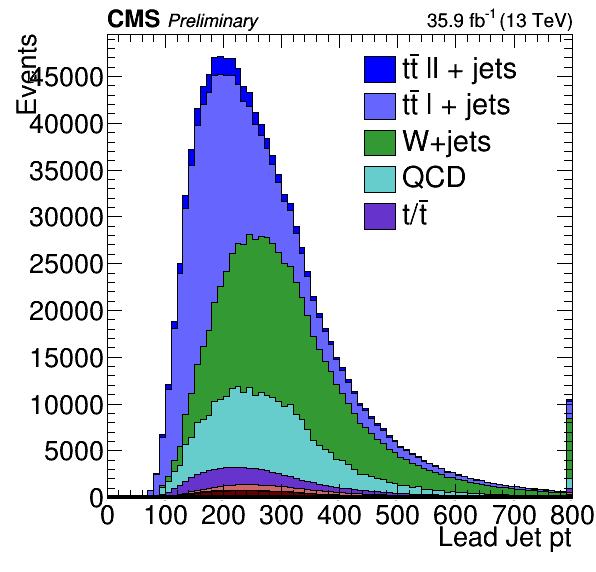 CMS Preliminary 35.9 fb⁻¹ (13 TeV)
Events
45000
40000
35000
30000
25000
20000
15000
10000
5000
0
tt̄ ll + jets
tt̄ l + jets
W+jets
QCD
t/t̄
0 100 200 300 400 500 600 700 800
Lead Jet pt